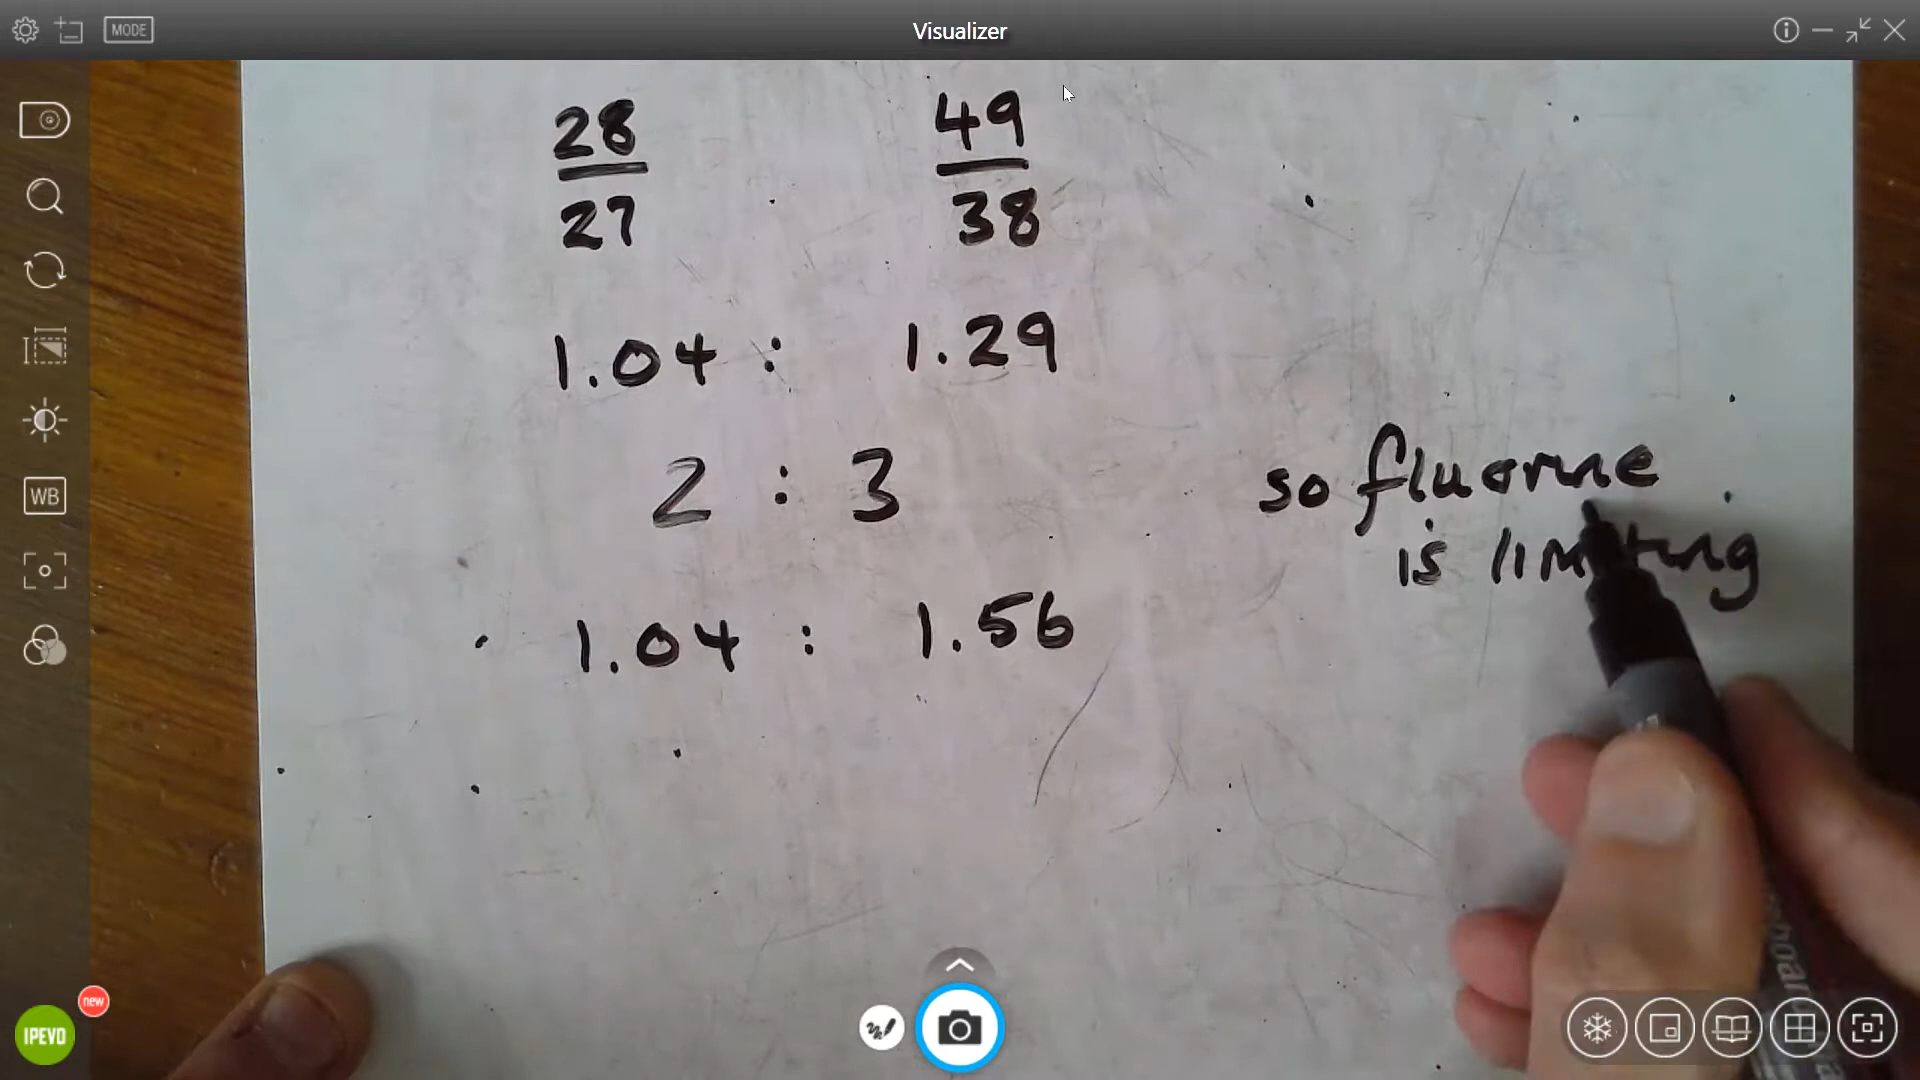 MODE
Visualizer
28 49
27 38
1.04 : 1.29
2 : 3
so fluorine
is limiting
1.04 : 1.56
WB
new
IPEVO